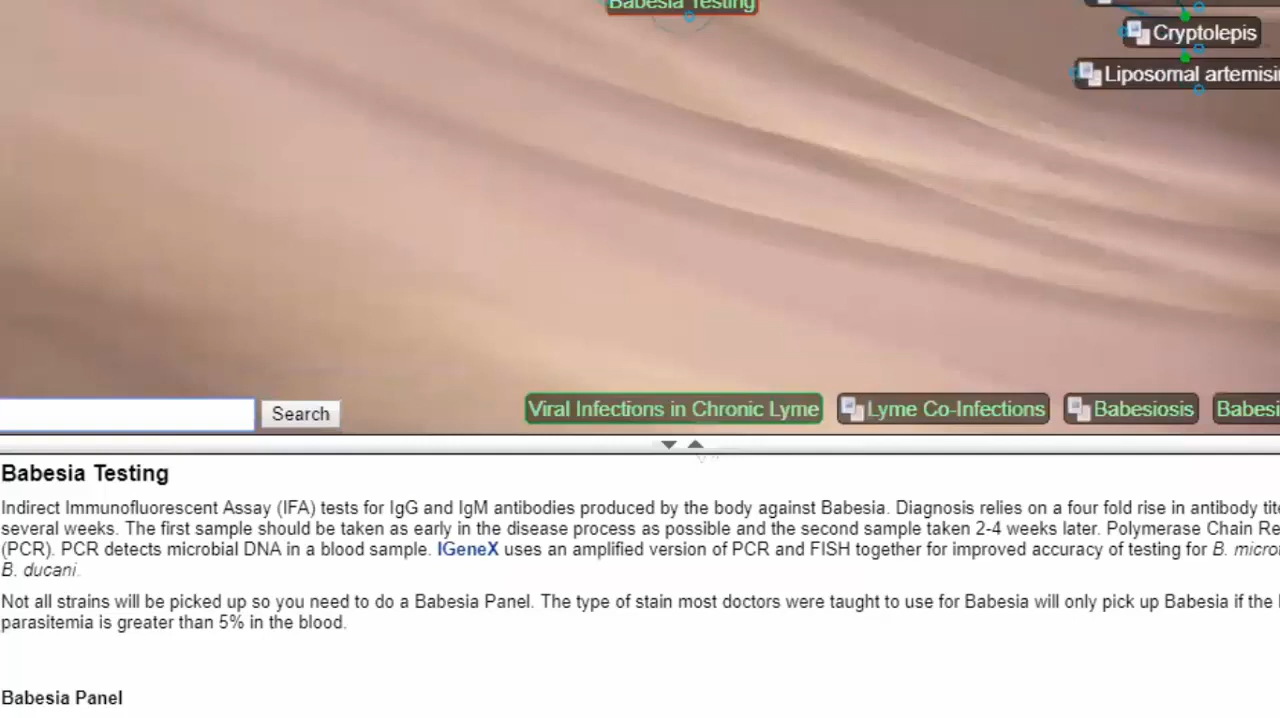 Babesia Testing
Cryptolepis
Liposomal
Search
Viral Infections in Chronic Lyme
Lyme Co-Infections
Babesiosis
Babesia Testing
Indirect Immunofluorescent Assay (IFA) tests for IgG and IgM antibodies produced by the body against Babesia. Diagnosis relies on a four fold rise in antibody
several weeks. The first sample should be taken as early in the disease process as possible and the second sample taken 2-4 weeks later. Polymerase Chain
(PCR). PCR detects microbial DNA in a blood sample. IGeneX uses an amplified version of PCR and FISH together for improved accuracy of testing for B.
B. ducani.
Not all strains will be picked up so you need to do a Babesia Panel. The type of stain most doctors were taught to use for Babesia will only pick up Babesia if the
parasitemia is greater than 5% in the blood.
Babesia Panel